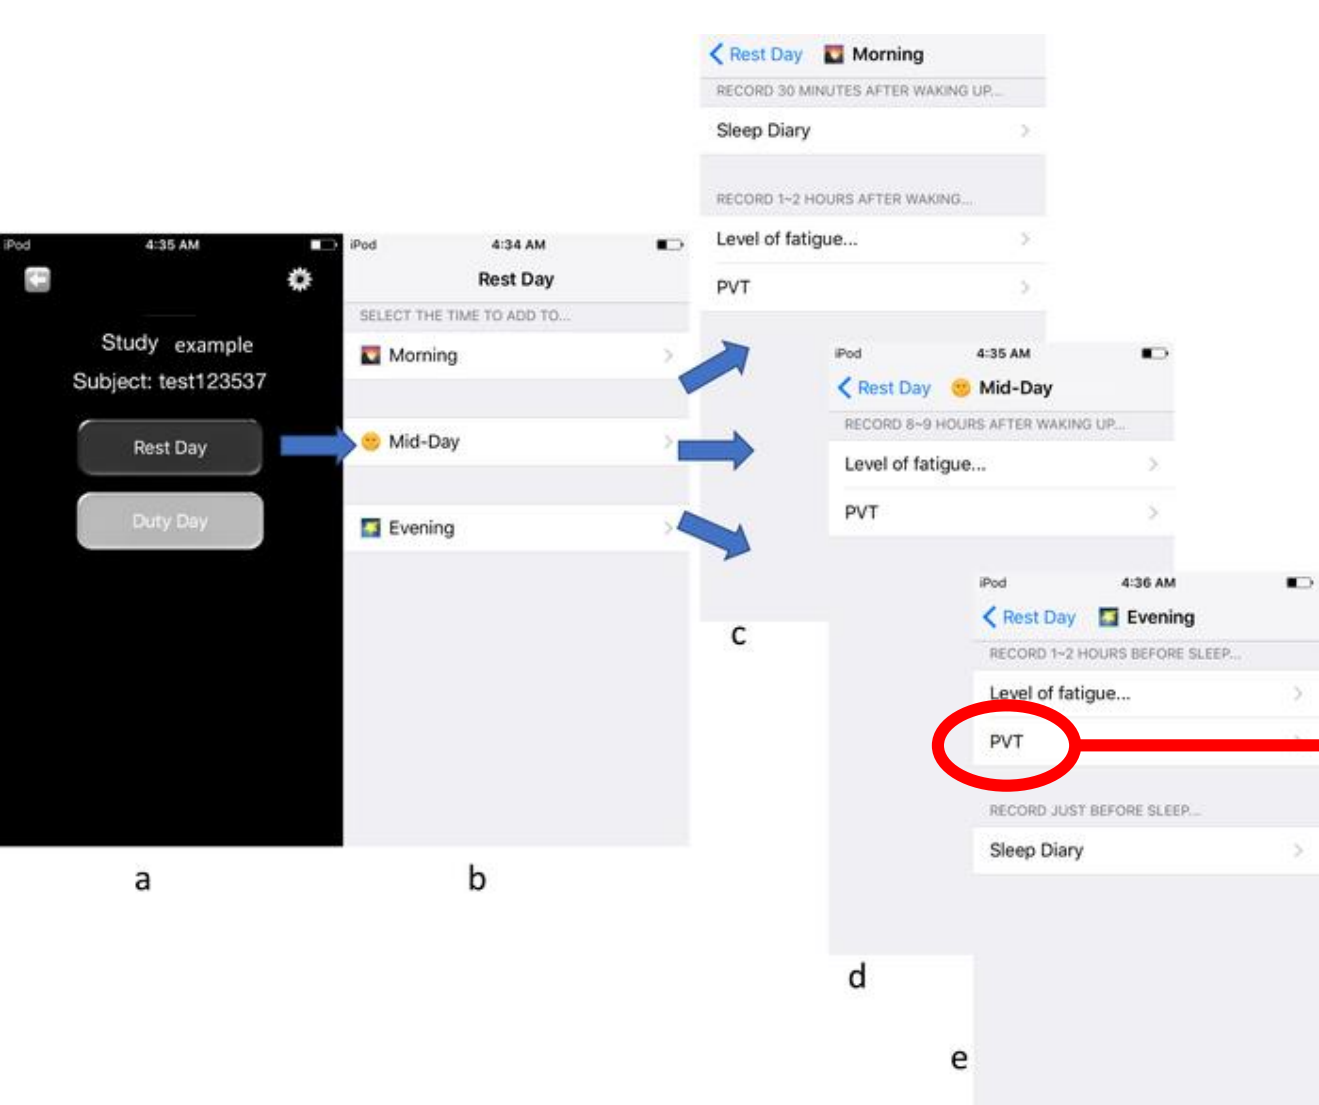 iPod 4:35 AM
Study example
Subject: test123537
Rest Day
Duty Day
a
iPod 4:34 AM
Rest Day
SELECT THE TIME TO ADD TO...
Morning
Mid-Day
Evening
b
Rest Day Morning
RECORD 30 MINUTES AFTER WAKING UP...
Sleep Diary
RECORD 1~2 HOURS AFTER WAKING...
Level of fatigue...
PVT
c
iPod 4:35 AM
Rest Day Mid-Day
RECORD 8~9 HOURS AFTER WAKING UP...
Level of fatigue...
PVT
d
iPod 4:36 AM
Rest Day Evening
RECORD 1~2 HOURS BEFORE SLEEP...
Level of fatigue...
PVT
RECORD JUST BEFORE SLEEP...
Sleep Diary
e